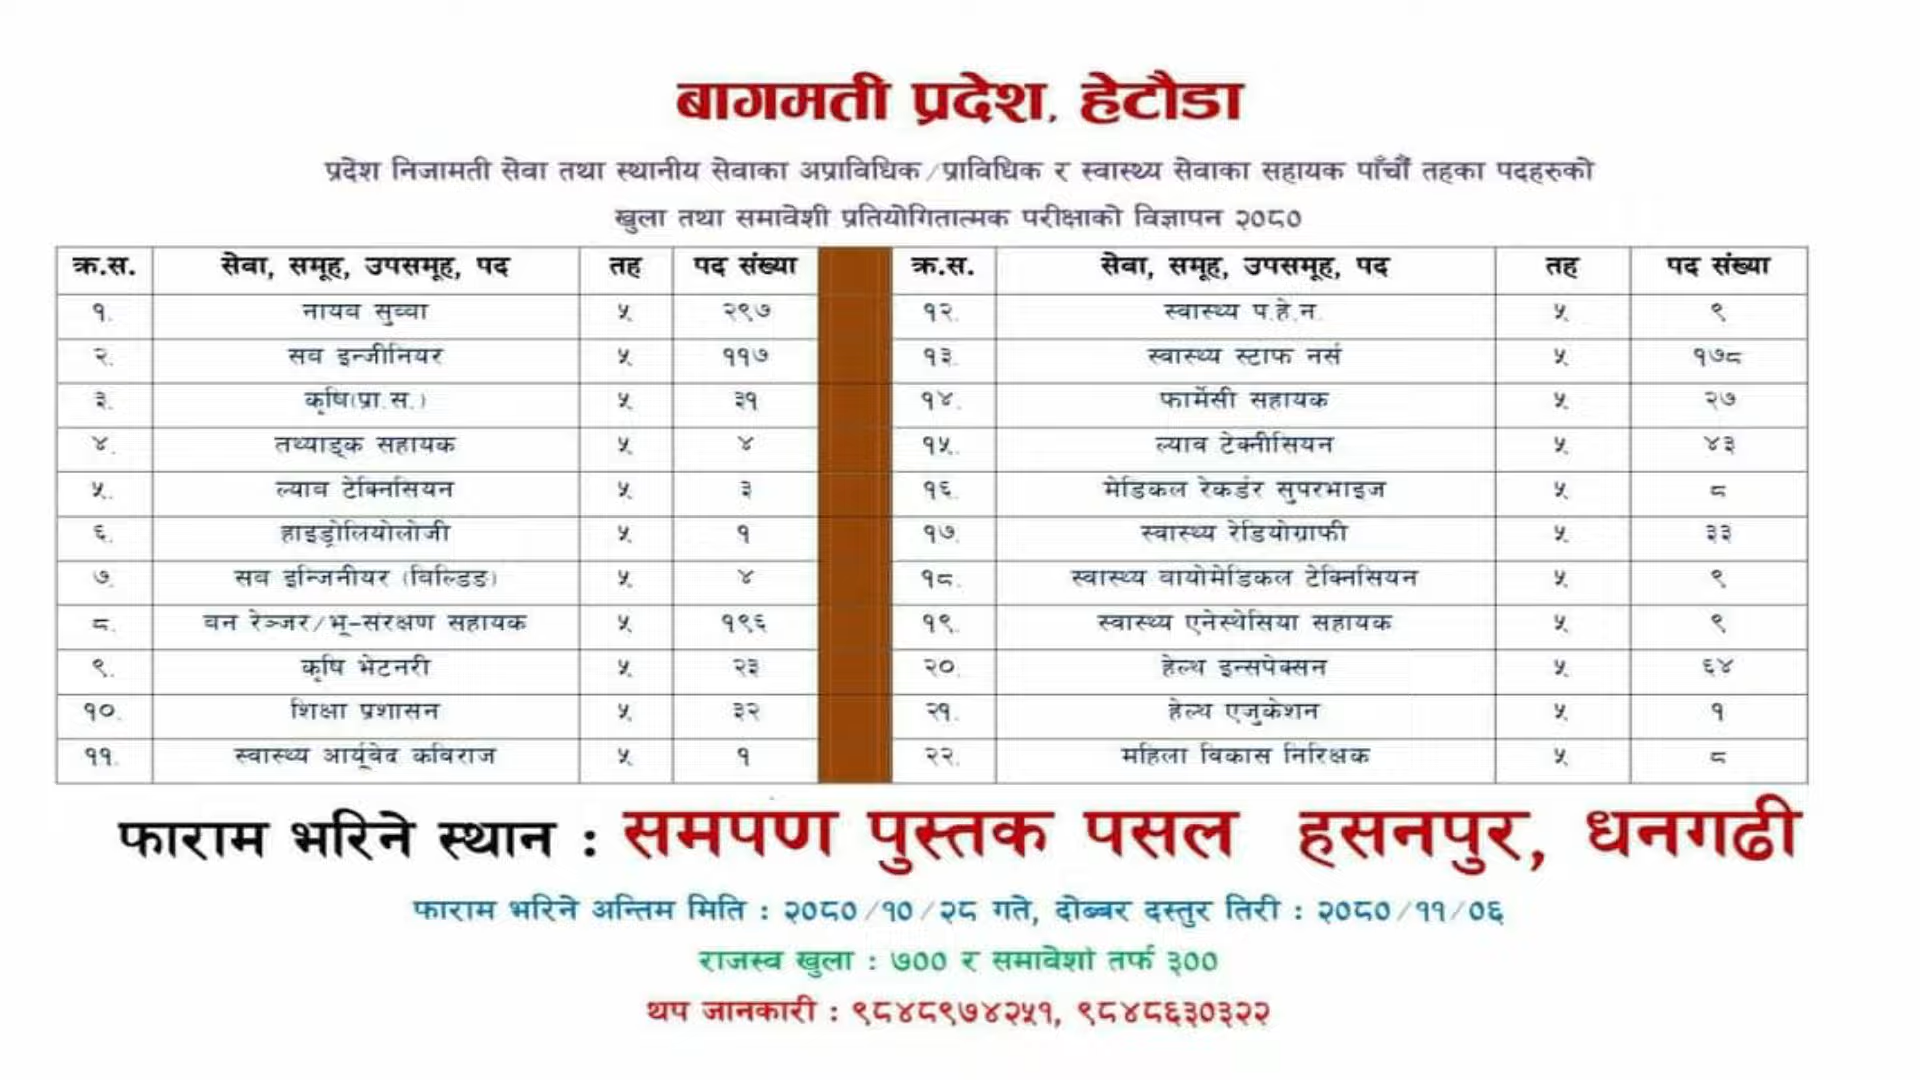 बागमती प्रदेश, हेटौडा
प्रदेश निजामती सेवा तथा स्थानीय सेवाका अप्राविधिक/प्राविधिक र स्वास्थ्य सेवाका सहायक पाँचौं तहका पदहरुको
खुला तथा समावेशी प्रतियोगितात्मक परीक्षाको विज्ञापन २०८०
क्र.स. सेवा, समूह, उपसमूह, पद तह पद संख्या क्र.स. सेवा, समूह, उपसमूह, पद तह पद संख्या
१. नायव सुव्वा ५ २९७ १२. स्वास्थ्य प.हे.न. ५ ९
२. सव इन्जीनियर ५ ११७ १३. स्वास्थ्य स्टाफ नर्स ५ १७८
३. कृषि(प्रा.स.) ५ ३१ १४. फार्मेसी सहायक ५ २७
४. तथ्याङ्क सहायक ५ ४ १५. ल्याव टेक्नीसियन ५ ४३
५. ल्याव टेक्निसियन ५ ३ १६. मेडिकल रेकर्डर सुपरभाइज ५ ८
६. हाइड्रोलियोलोजी ५ १ १७. स्वास्थ्य रेडियोग्राफी ५ ३३
७. सव इन्जिनीयर (विल्डिङ) ५ ४ १८. स्वास्थ्य वायोमेडिकल टेक्निसियन ५ ९
८. वन रेञ्जर/भू-संरक्षण सहायक ५ १९६ १९. स्वास्थ्य एनेस्थेसिया सहायक ५ ९
९. कृषि भेटनरी ५ २३ २०. हेल्थ इन्सपेक्सन ५ ६४
१०. शिक्षा प्रशासन ५ ३२ २१. हेल्थ एजुकेशन ५ १
११. स्वास्थ्य आर्यूवेद कविराज ५ १ २२. महिला विकास निरिक्षक ५ ८
फाराम भरिने स्थान : समर्पण पुस्तक पसल हसनपुर, धनगढी
फाराम भरिने अन्तिम मिति : २०८०/१०/२८ गते, दोब्बर दस्तुर तिरी : २०८०/११/०६
राजस्व खुला : ७०० र समावेशी तर्फ ३००
थप जानकारी : ९८४८९७४२५१, ९८४८६३०३२२